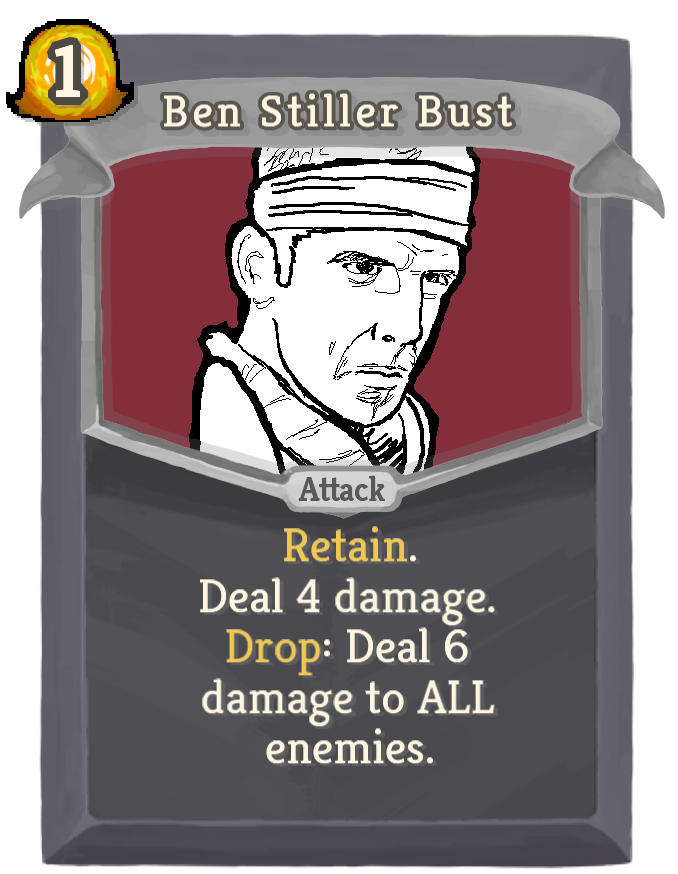 1
Ben Stiller Bust
Attack
Retain.
Deal 4 damage.
Drop: Deal 6
damage to ALL
enemies.